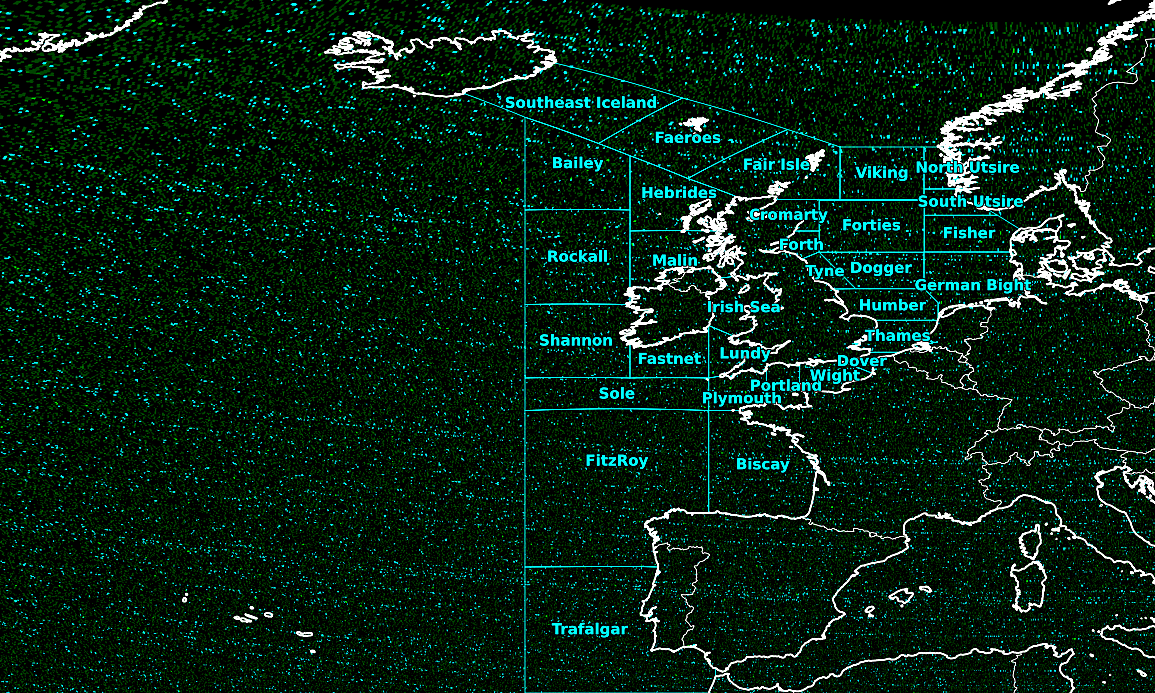 Southeast Iceland
Faeroes
Bailey
Fair Isle
North Utsire
Viking
Hebrides
South Utsire
Cromarty
Forties
Fisher
Forth
Rockall
Malin
Tyne
Dogger
German Bight
Humber
Irish Sea
Thames
Shannon
Lundy
Fastnet
Dover
Wight
Portland
Sole
Plymouth
FitzRoy
Biscay
Trafalgar